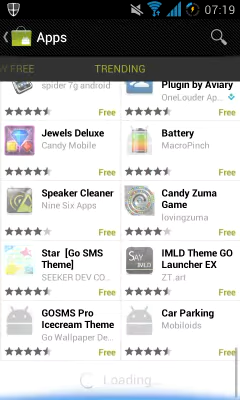 07:19
Apps
W FREE
TRENDING
spider 7g android
Free
Plugin by Aviary
OneLouder Ap...
Free
Jewels Deluxe
Candy Mobile
Free
Battery
MacroPinch
Free
Speaker Cleaner
Nine Six Apps
Free
Candy Zuma
Game
lovingzuma
Free
Star [Go SMS
Theme]
SEEKER DEV CO...
Free
SAY
IMLD
IMLD Theme GO
Launcher EX
ZT.art
Free
GOSMS Pro
Icecream Theme
Go Wallpaper De...
Free
Car Parking
Mobiloids
Free
Loading...